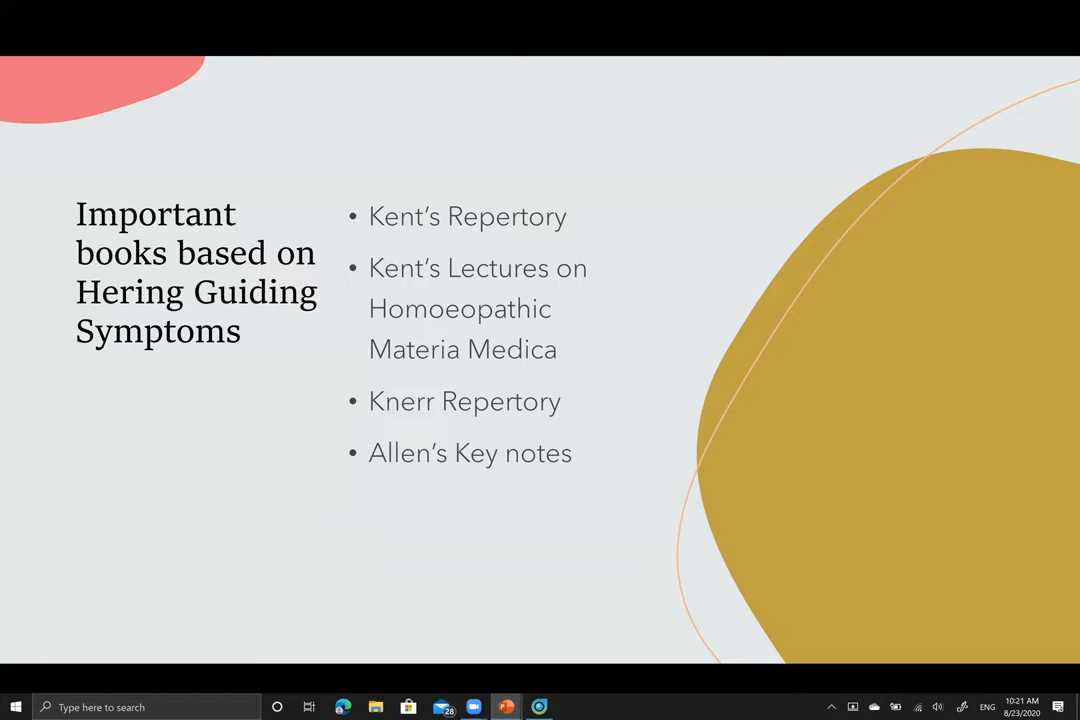 Important
books based on
Hering Guiding
Symptoms
• Kent's Repertory
• Kent's Lectures on
Homoeopathic
Materia Medica
• Knerr Repertory
• Allen's Key notes
Type here to search
28
ENG
10:21 AM
8/23/2020